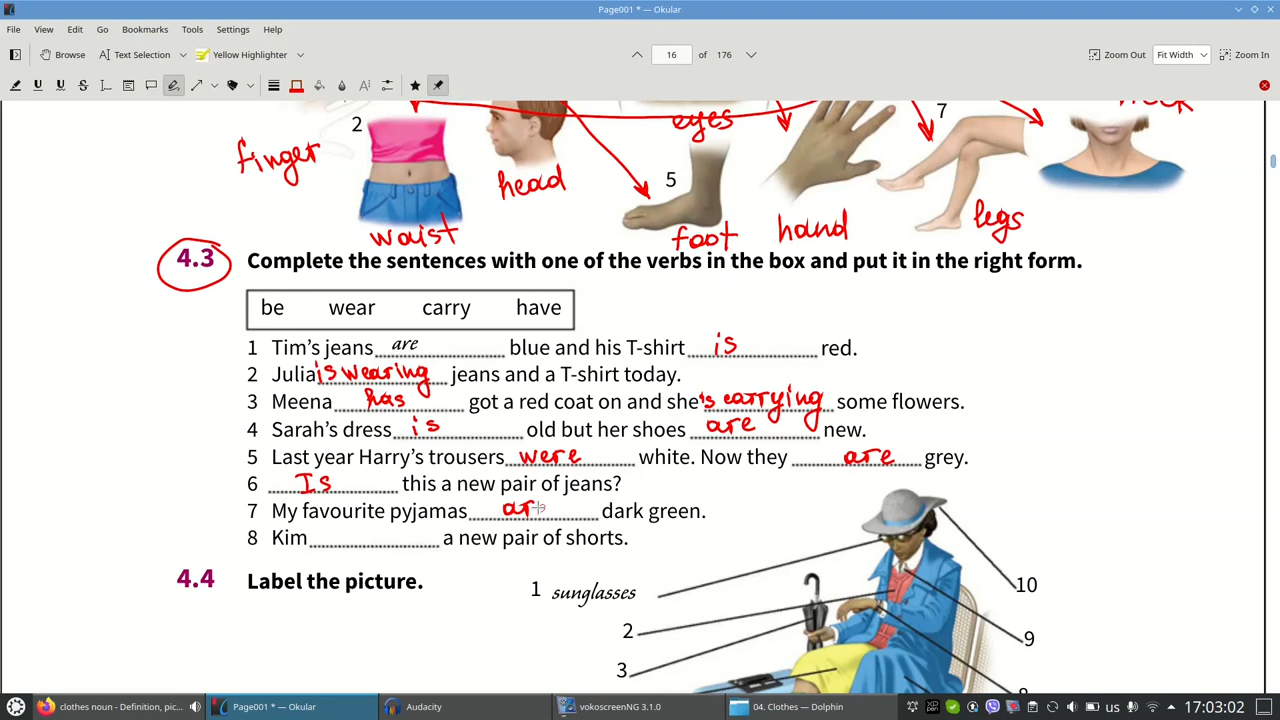 Page001 * — Okular
File View Edit Go Bookmarks Tools Settings Help
Browse Text Selection Yellow Highlighter 16 of 176 Zoom Out Fit Width Zoom In
2 eyes 7
finger head 5
waist foot hand legs
4.3 Complete the sentences with one of the verbs in the box and put it in the right form.
be wear carry have
1 Tim's jeans are blue and his T-shirt is red.
2 Julia is wearing jeans and a T-shirt today.
3 Meena has got a red coat on and she 's carrying some flowers.
4 Sarah's dress is old but her shoes are new.
5 Last year Harry's trousers were white. Now they are grey.
6 Is this a new pair of jeans?
7 My favourite pyjamas ar dark green.
8 Kim a new pair of shorts.
4.4 Label the picture. 1 sunglasses 10
2 9
3
clothes noun - Definition, pic... Page001 * — Okular Audacity vokoscreenNG 3.1.0 04. Clothes — Dolphin us 17:03:02